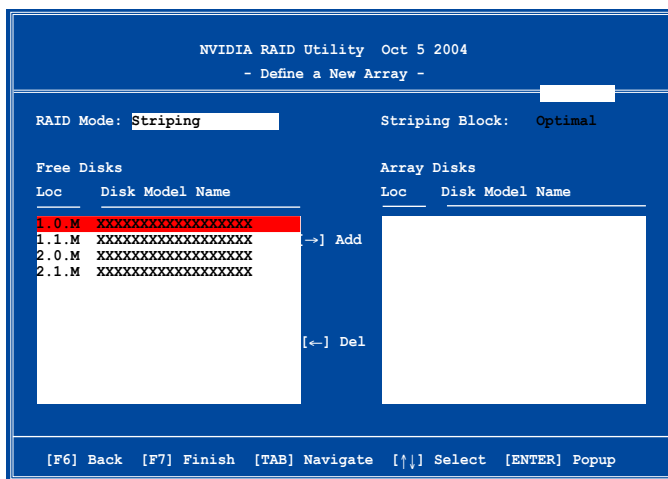 NVIDIA RAID Utility Oct 5 2004
- Define a New Array -
RAID Mode: Striping Striping Block: Optimal
Free Disks Array Disks
Loc Disk Model Name Loc Disk Model Name
1.0.M XXXXXXXXXXXXXXXXXX
1.1.M XXXXXXXXXXXXXXXXXX
[→] Add
2.0.M XXXXXXXXXXXXXXXXXX
2.1.M XXXXXXXXXXXXXXXXXX
[←] Del
[F6] Back [F7] Finish [TAB] Navigate [↑↓] Select [ENTER] Popup